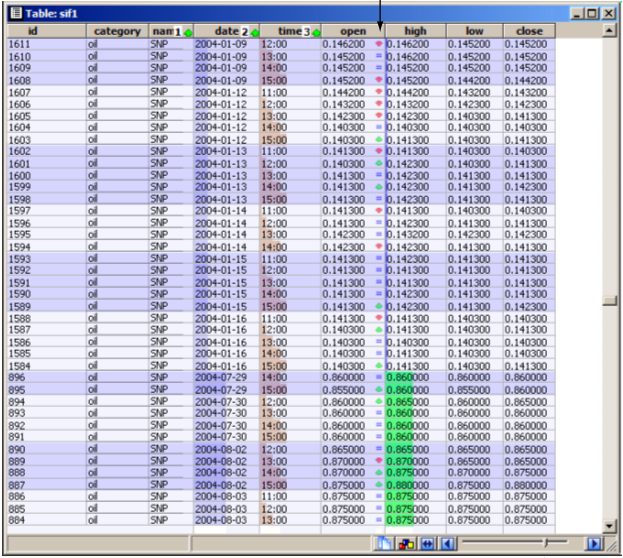 Table: sif1
id category nam 1 date 2 time 3 open high low close
1611 oil SNP 2004-01-09 12:00 0.146200 0.146200 0.145200 0.145200
1610 oil SNP 2004-01-09 13:00 0.145200 = 0.145200 0.145200 0.145200
1609 oil SNP 2004-01-09 14:00 0.145200 = 0.145200 0.145200 0.145200
1608 oil SNP 2004-01-09 15:00 0.145200 0.145200 0.144200 0.144200
1607 oil SNP 2004-01-12 11:00 0.144200 0.144200 0.143200 0.143200
1606 oil SNP 2004-01-12 12:00 0.143200 0.143200 0.142300 0.142300
1605 oil SNP 2004-01-12 13:00 0.142300 0.142300 0.140300 0.141300
1604 oil SNP 2004-01-12 14:00 0.140300 = 0.140300 0.140300 0.140300
1603 oil SNP 2004-01-12 15:00 0.140300 0.141300 0.140300 0.141300
1602 oil SNP 2004-01-13 11:00 0.141300 0.141300 0.140300 0.140300
1601 oil SNP 2004-01-13 12:00 0.140300 0.142300 0.140300 0.141300
1600 oil SNP 2004-01-13 13:00 0.141300 = 0.142300 0.141300 0.141300
1599 oil SNP 2004-01-13 14:00 0.141300 0.142300 0.141300 0.142300
1598 oil SNP 2004-01-13 15:00 0.141300 = 0.142300 0.141300 0.141300
1597 oil SNP 2004-01-14 11:00 0.141300 0.141300 0.140300 0.140300
1596 oil SNP 2004-01-14 12:00 0.140300 = 0.140300 0.140300 0.140300
1595 oil SNP 2004-01-14 13:00 0.142300 = 0.142300 0.142300 0.142300
1594 oil SNP 2004-01-14 14:00 0.142300 0.142300 0.141300 0.141300
1593 oil SNP 2004-01-15 11:00 0.141300 = 0.142300 0.141300 0.141300
1592 oil SNP 2004-01-15 12:00 0.141300 = 0.141300 0.141300 0.141300
1591 oil SNP 2004-01-15 13:00 0.141300 = 0.141300 0.141300 0.141300
1590 oil SNP 2004-01-15 14:00 0.141300 = 0.142300 0.141300 0.141300
1589 oil SNP 2004-01-15 15:00 0.141300 0.142300 0.141300 0.142300
1588 oil SNP 2004-01-16 11:00 0.141300 0.141300 0.140300 0.140300
1587 oil SNP 2004-01-16 12:00 0.140300 0.141300 0.140300 0.141300
1586 oil SNP 2004-01-16 13:00 0.140300 = 0.140300 0.140300 0.140300
1585 oil SNP 2004-01-16 14:00 0.140300 = 0.141300 0.140300 0.140300
1584 oil SNP 2004-01-16 15:00 0.140300 0.141300 0.140300 0.141300
896 oil SNP 2004-07-29 14:00 0.860000 = 0.860000 0.860000 0.860000
895 oil SNP 2004-07-29 15:00 0.855000 0.860000 0.855000 0.860000
894 oil SNP 2004-07-30 12:00 0.860000 0.865000 0.860000 0.865000
893 oil SNP 2004-07-30 13:00 0.860000 = 0.860000 0.860000 0.860000
892 oil SNP 2004-07-30 14:00 0.860000 = 0.860000 0.860000 0.860000
891 oil SNP 2004-07-30 15:00 0.860000 = 0.860000 0.860000 0.860000
890 oil SNP 2004-08-02 12:00 0.865000 = 0.865000 0.865000 0.865000
889 oil SNP 2004-08-02 13:00 0.870000 0.870000 0.865000 0.865000
888 oil SNP 2004-08-02 14:00 0.870000 0.875000 0.870000 0.875000
887 oil SNP 2004-08-02 15:00 0.875000 0.880000 0.875000 0.880000
886 oil SNP 2004-08-03 11:00 0.875000 = 0.875000 0.875000 0.875000
885 oil SNP 2004-08-03 12:00 0.875000 = 0.875000 0.875000 0.875000
884 oil SNP 2004-08-03 13:00 0.875000 = 0.875000 0.875000 0.875000